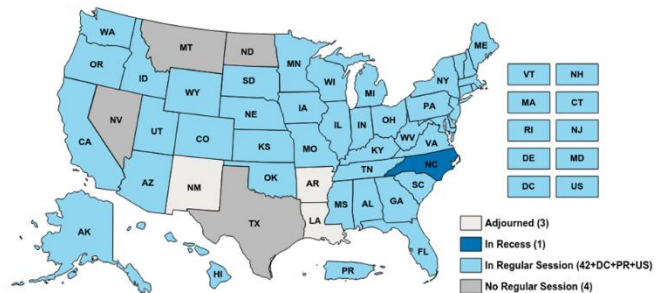 WA
MT
ND
MN
ME
OR
ID
SD
WI
MI
NY
WY
IA
PA
NE
NV
UT
CO
IL
IN
OH
WV
VA
CA
KS
MO
KY
NC
TN
AZ
NM
OK
AR
SC
MS
AL
GA
TX
LA
FL
AK
HI
PR
VT NH
MA CT
RI NJ
DE MD
DC US
Adjourned (3)
In Recess (1)
In Regular Session (42+DC+PR+US)
No Regular Session (4)